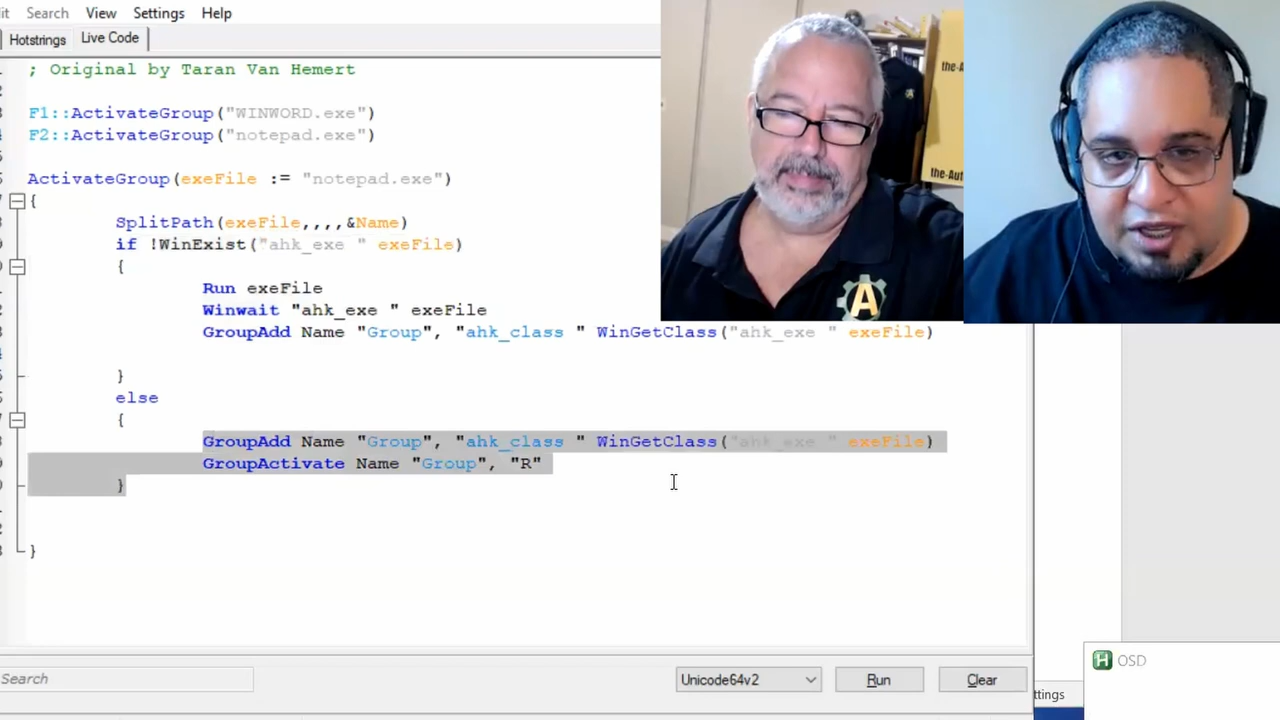 it Search View Settings Help
Hotstrings Live Code
; Original by Taran Van Hemert
F1::ActivateGroup("WINWORD.exe")
F2::ActivateGroup("notepad.exe")
ActivateGroup(exeFile := "notepad.exe")
{
SplitPath(exeFile,,,,&Name)
if !WinExist("ahk_exe " exeFile)
{
Run exeFile
Winwait "ahk_exe " exeFile
GroupAdd Name "Group", "ahk_class " WinGetClass("ahk_exe " exeFile)
}
else
{
GroupAdd Name "Group", "ahk_class " WinGetClass("ahk_exe " exeFile)
GroupActivate Name "Group", "R"
}
}
Search
Unicode64v2
Run
Clear
OSD
ttings
the-A
the-Aut
A